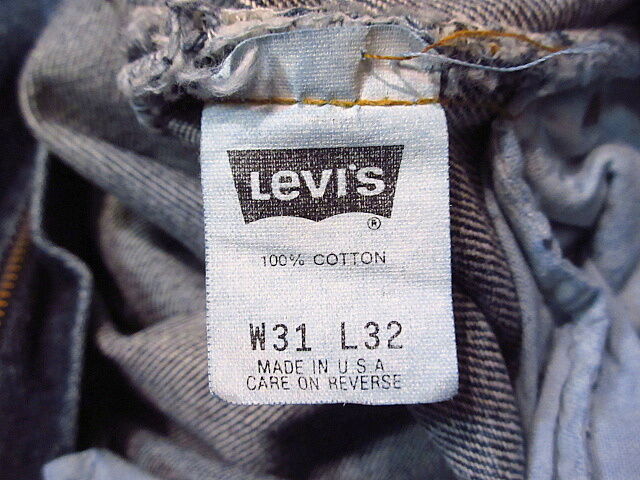 Levi's
®
100% COTTON
W31 L32
MADE IN U S A
CARE ON REVERSE